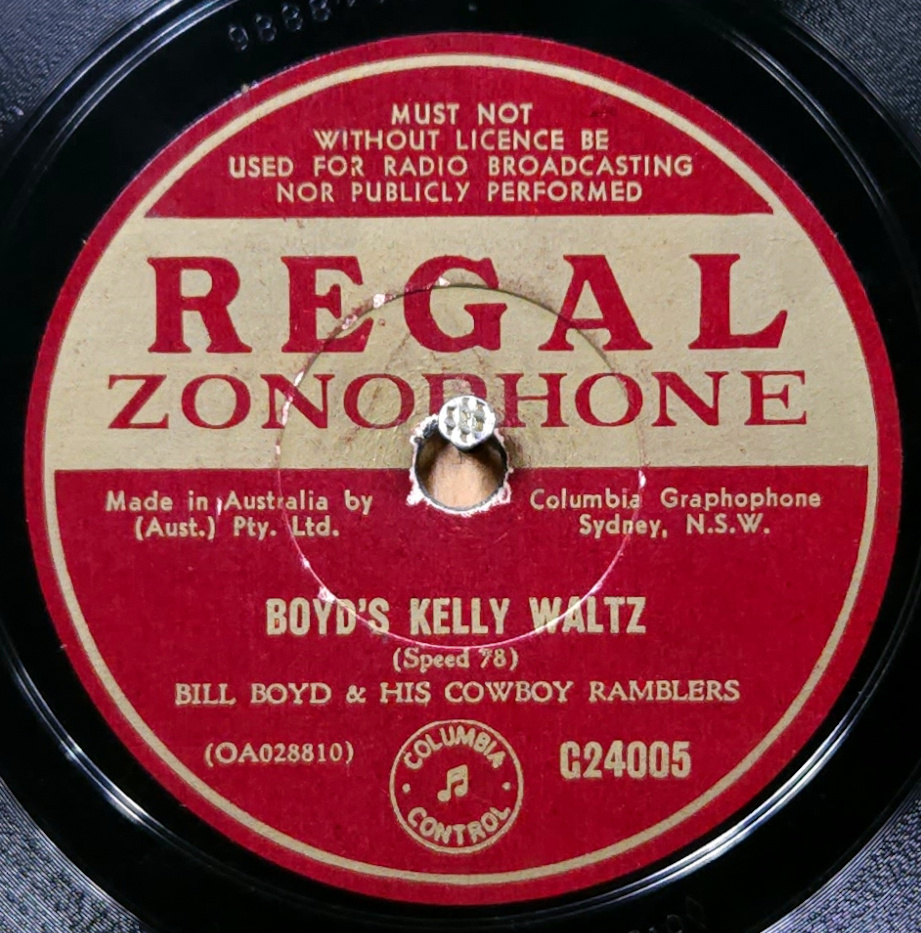 MUST NOT
WITHOUT LICENCE BE
USED FOR RADIO BROADCASTING
NOR PUBLICLY PERFORMED
REGAL
ZONOPHONE
Made in Australia by Columbia Graphophone
(Aust.) Pty. Ltd. Sydney, N.S.W.
BOYD'S KELLY WALTZ
(Speed 78)
BILL BOYD & HIS COWBOY RAMBLERS
(OA028810)
COLUMBIA
CONTROL
G24005